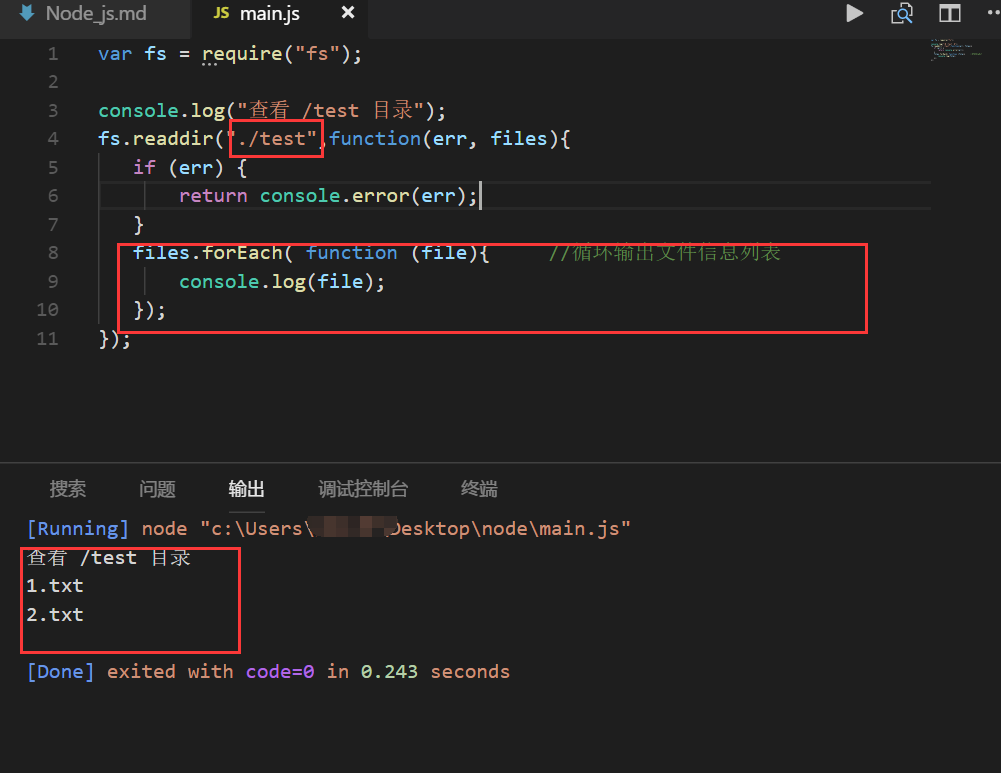 Node_js.md JS main.js ×
1 var fs = require("fs");
2
3 console.log("查看 /test 目录");
4 fs.readdir("./test",function(err, files){
5 if (err) {
6 return console.error(err);
7 }
8 files.forEach( function (file){ //循环输出文件信息列表
9 console.log(file);
10 });
11 });
搜索 问题 输出 调试控制台 终端
[Running] node "c:\Users\ Desktop\node\main.js"
查看 /test 目录
1.txt
2.txt
[Done] exited with code=0 in 0.243 seconds